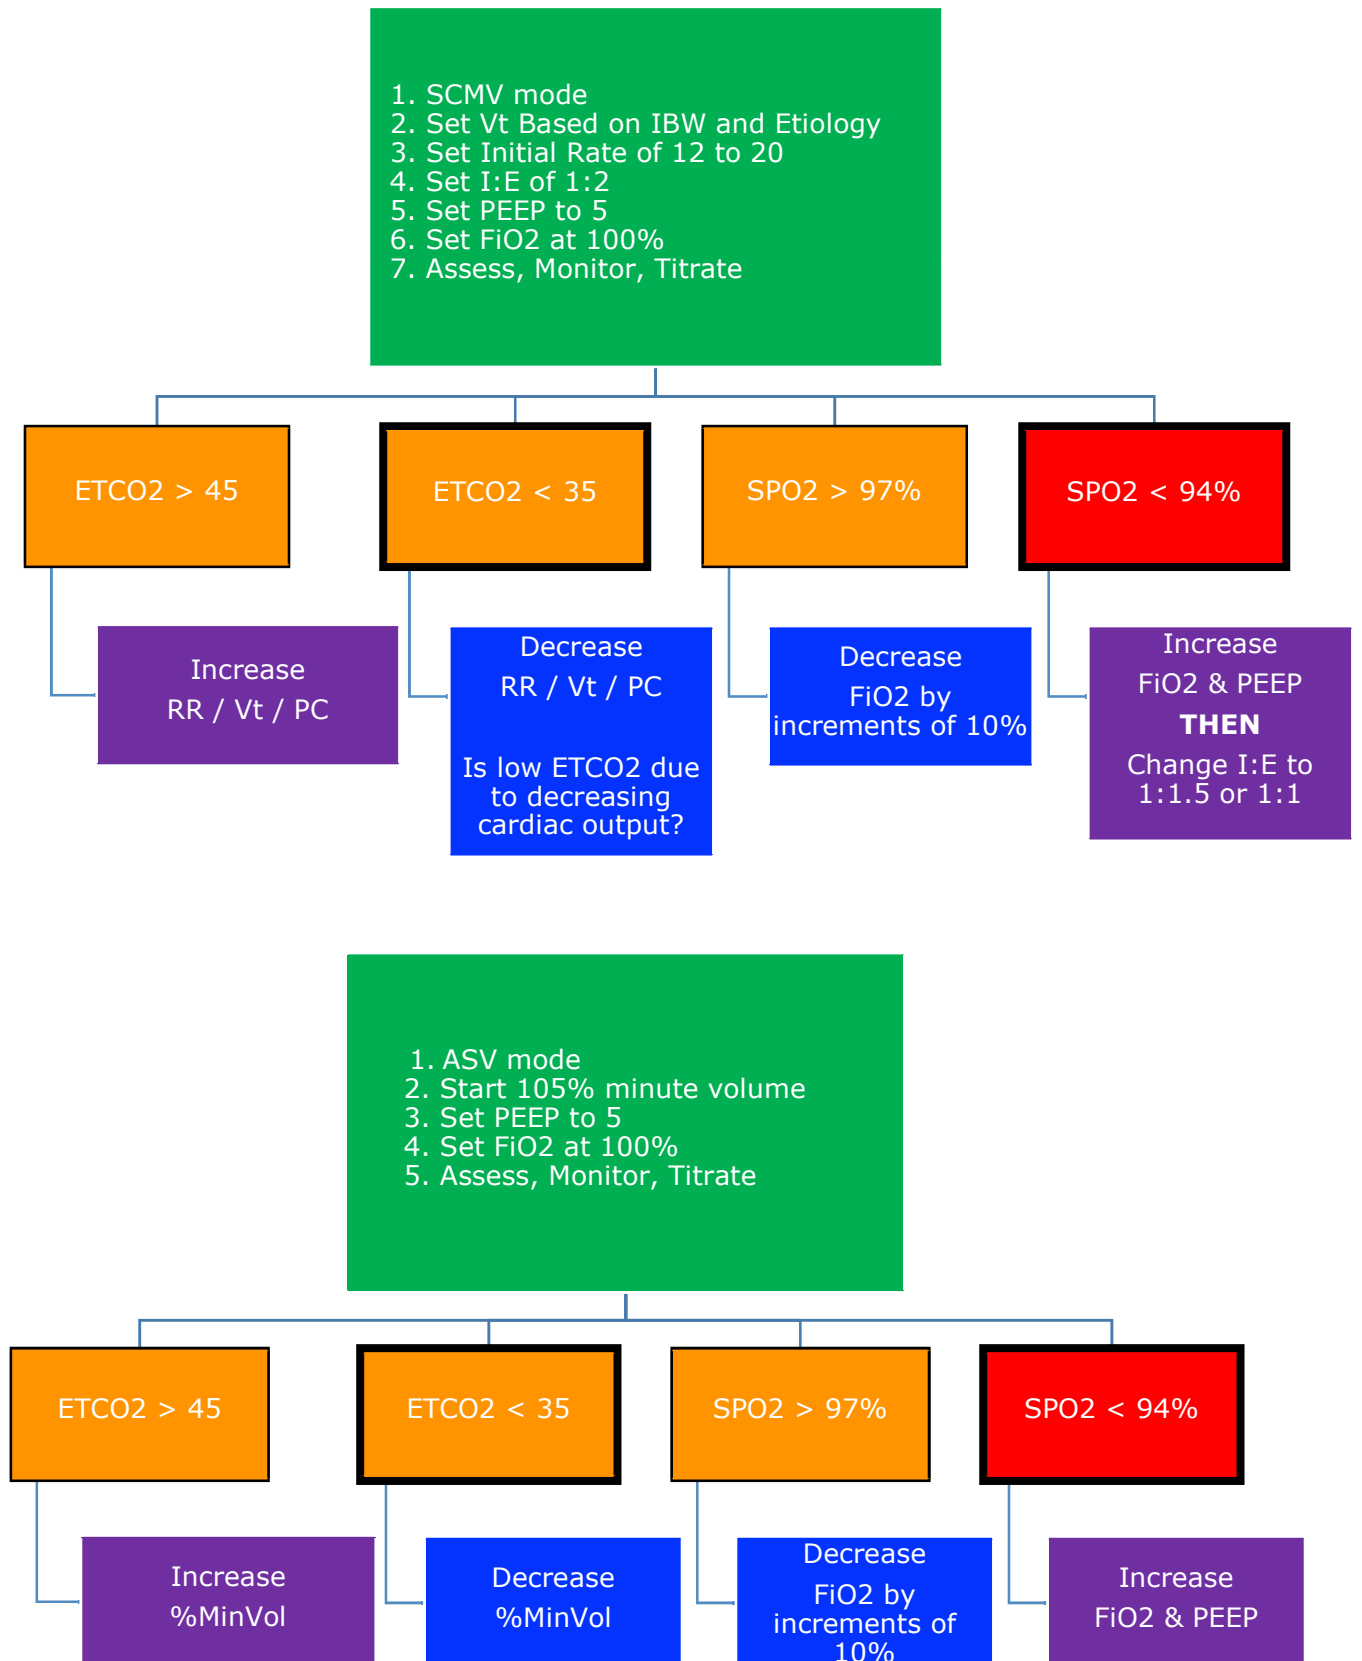 1. SCMV mode
2. Set Vt Based on IBW and Etiology
3. Set Initial Rate of 12 to 20
4. Set I:E of 1:2
5. Set PEEP to 5
6. Set FiO2 at 100%
7. Assess, Monitor, Titrate
ETCO2 > 45
ETCO2 < 35
SPO2 > 97%
SPO2 < 94%
Increase
RR / Vt / PC
Decrease
RR / Vt / PC
Is low ETCO2 due
to decreasing
cardiac output?
Decrease
FiO2 by
increments of 10%
Increase
FiO2 & PEEP
THEN
Change I:E to
1:1.5 or 1:1
1. ASV mode
2. Start 105% minute volume
3. Set PEEP to 5
4. Set FiO2 at 100%
5. Assess, Monitor, Titrate
ETCO2 > 45
ETCO2 < 35
SPO2 > 97%
SPO2 < 94%
Increase
%MinVol
Decrease
%MinVol
Decrease
FiO2 by
increments of
10%
Increase
FiO2 & PEEP